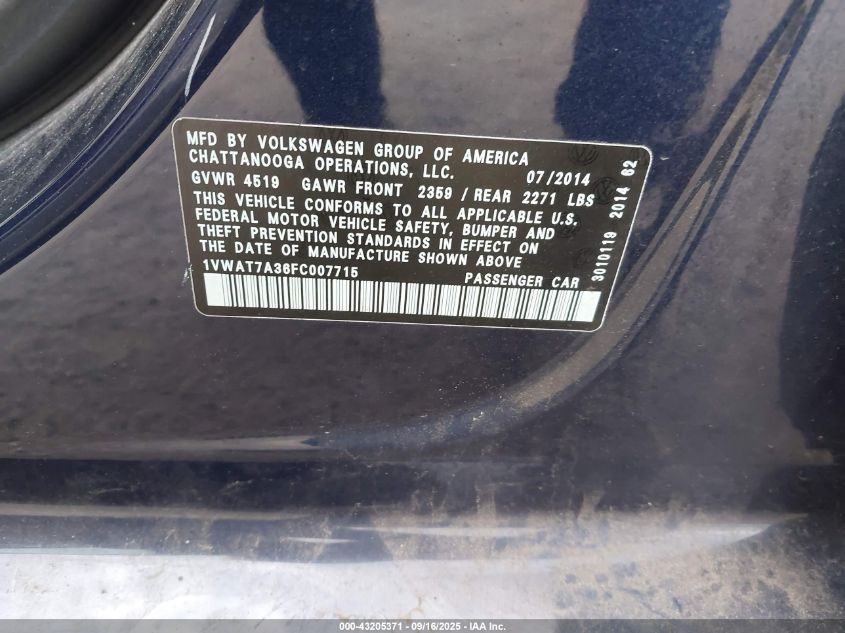 MFD BY VOLKSWAGEN GROUP OF AMERICA
CHATTANOOGA OPERATIONS, LLC. 07/2014
GVWR 4519 GAWR FRONT 2359 / REAR 2271 LBS
THIS VEHICLE CONFORMS TO ALL APPLICABLE U.S.
FEDERAL MOTOR VEHICLE SAFETY, BUMPER AND
THEFT PREVENTION STANDARDS IN EFFECT ON
THE DATE OF MANUFACTURE SHOWN ABOVE
1VWAT7A36FC007715 PASSENGER CAR
3010119 2014 62
000-43205371 - 09/16/2025 - IAA Inc.